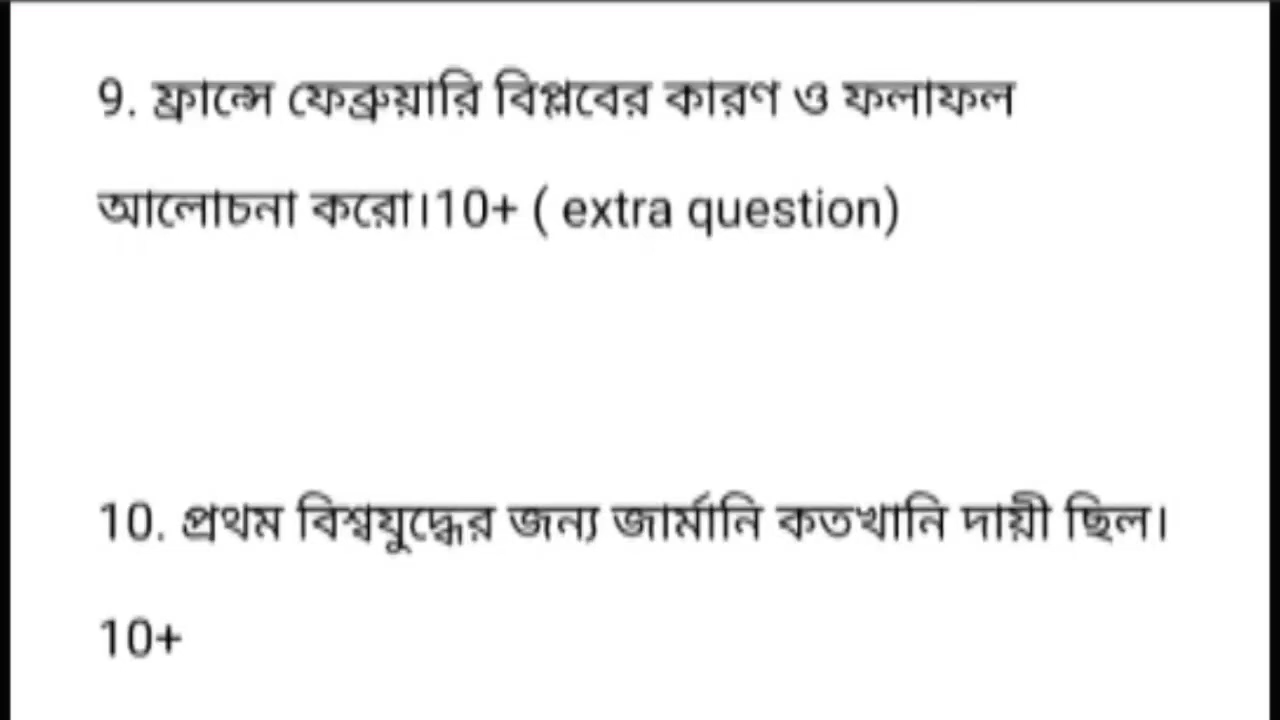 9. ফ্রান্সে ফেব্রুয়ারি বিপ্লবের কারণ ও ফলাফল
আলোচনা করো।10+ ( extra question)
10. প্রথম বিশ্বযুদ্ধের জন্য জার্মানি কতখানি দায়ী ছিল।
10+